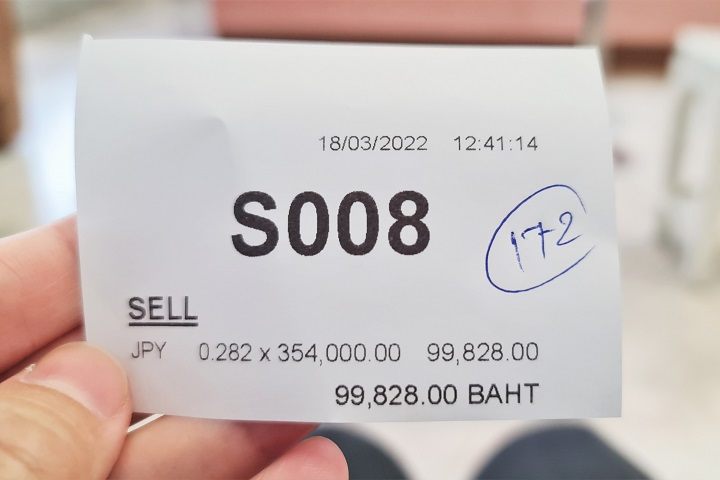 18/03/2022 12:41:14
S008
172
SELL
JPY 0.282 x 354,000.00 99,828.00
99,828.00 BAHT